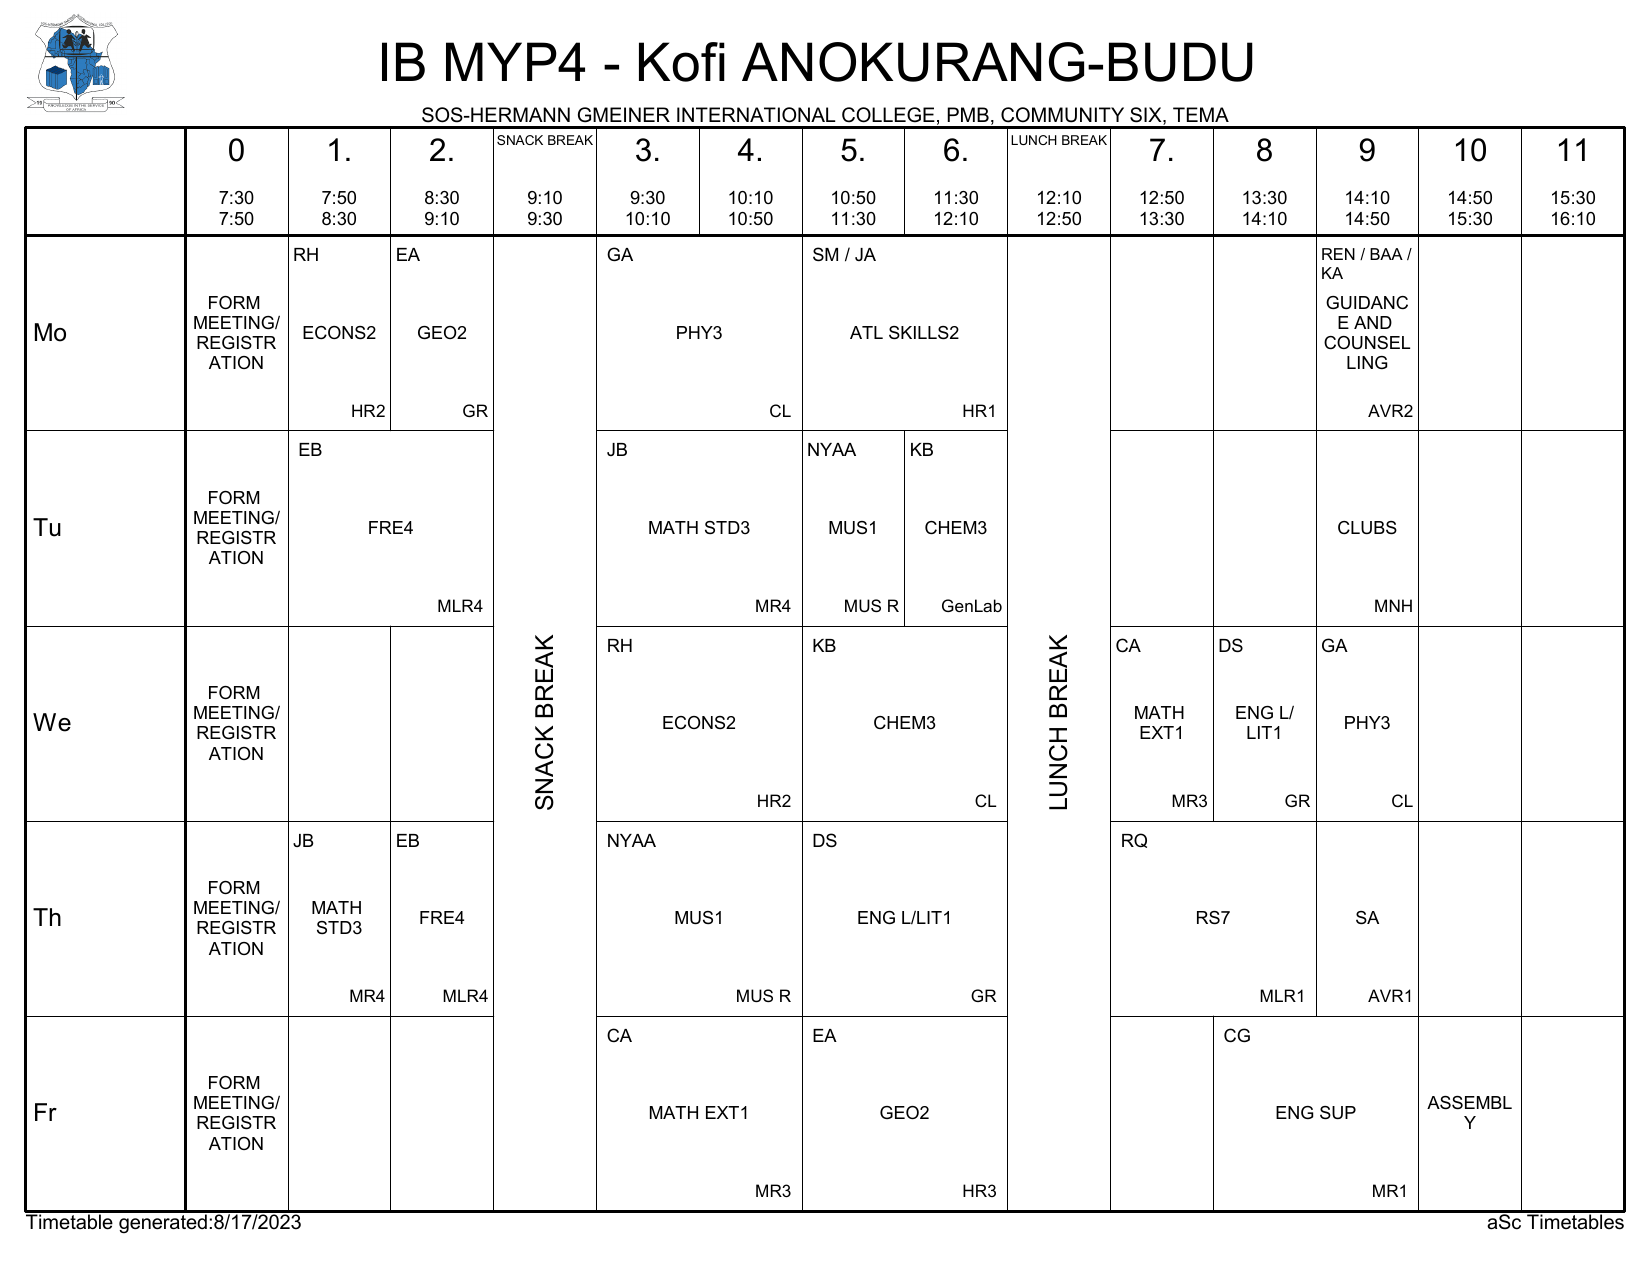 IB MYP4 - Kofi ANOKURANG-BUDU
SOS-HERMANN GMEINER INTERNATIONAL COLLEGE, PMB, COMMUNITY SIX, TEMA
0 1. 2. SNACK BREAK 3. 4. 5. 6. LUNCH BREAK 7. 8 9 10 11
7:30 7:50 8:30 9:10 9:30 10:10 10:50 11:30 12:10 12:50 13:30 14:10 14:50 15:30
7:50 8:30 9:10 9:30 10:10 10:50 11:30 12:10 12:50 13:30 14:10 14:50 15:30 16:10
Mo
FORM
MEETING/
REGISTR
ATION
RH
ECONS2
HR2
EA
GEO2
GR
GA
PHY3
CL
SM / JA
ATL SKILLS2
HR1
REN / BAA /
KA
GUIDANC
E AND
COUNSEL
LING
AVR2
Tu
FORM
MEETING/
REGISTR
ATION
EB
FRE4
MLR4
JB
MATH STD3
MR4
NYAA
MUS1
MUS R
KB
CHEM3
GenLab
CLUBS
MNH
We
FORM
MEETING/
REGISTR
ATION
SNACK BREAK
RH
ECONS2
HR2
KB
CHEM3
CL
LUNCH BREAK
CA
MATH
EXT1
MR3
DS
ENG L/
LIT1
GR
GA
PHY3
CL
Th
FORM
MEETING/
REGISTR
ATION
JB
MATH
STD3
MR4
EB
FRE4
MLR4
NYAA
MUS1
MUS R
DS
ENG L/LIT1
GR
RQ
RS7
MLR1
SA
AVR1
Fr
FORM
MEETING/
REGISTR
ATION
CA
MATH EXT1
MR3
EA
GEO2
HR3
CG
ENG SUP
MR1
ASSEMBL
Y
Timetable generated:8/17/2023
aSc Timetables